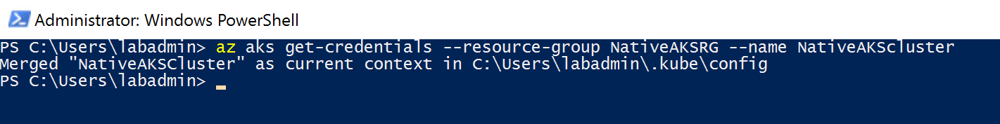 Administrator: Windows PowerShell
PS C:\Users\labadmin> az aks get-credentials --resource-group NativeAKSRG --name NativeAKScluster
Merged "NativeAKSCluster" as current context in C:\Users\labadmin\.kube\config
PS C:\Users\labadmin>